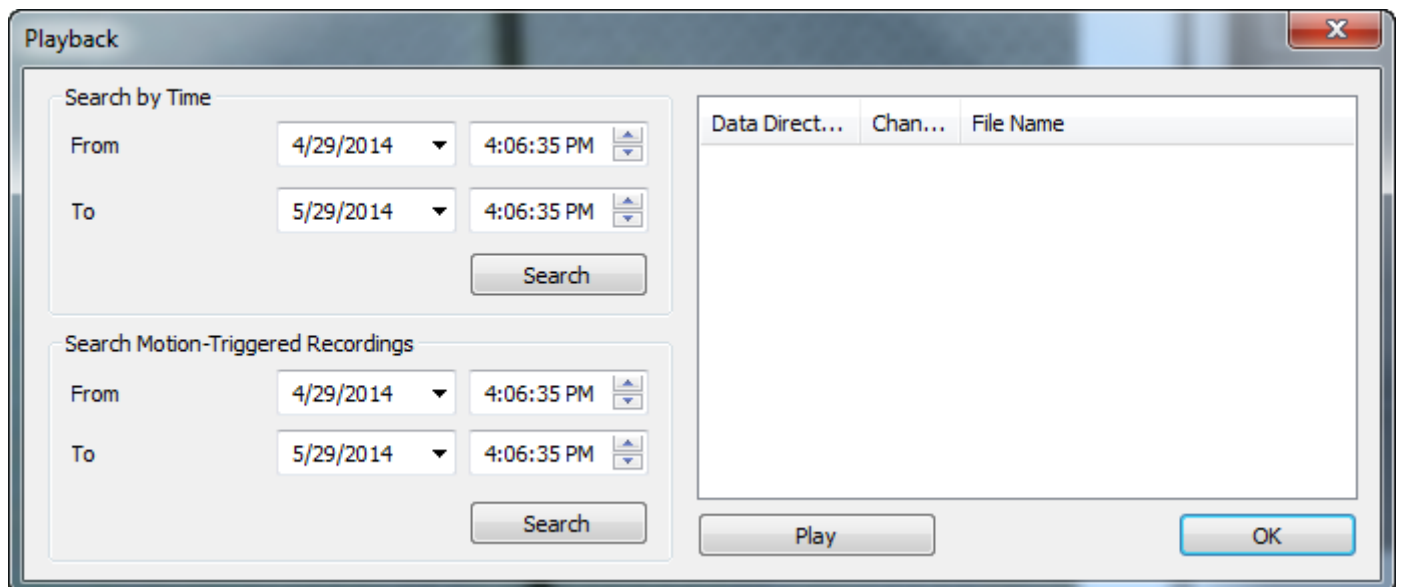 Playback
X
Search by Time
From 4/29/2014 4:06:35 PM
To 5/29/2014 4:06:35 PM
Search
Search Motion-Triggered Recordings
From 4/29/2014 4:06:35 PM
To 5/29/2014 4:06:35 PM
Search
Data Direct... Chan... File Name
Play OK